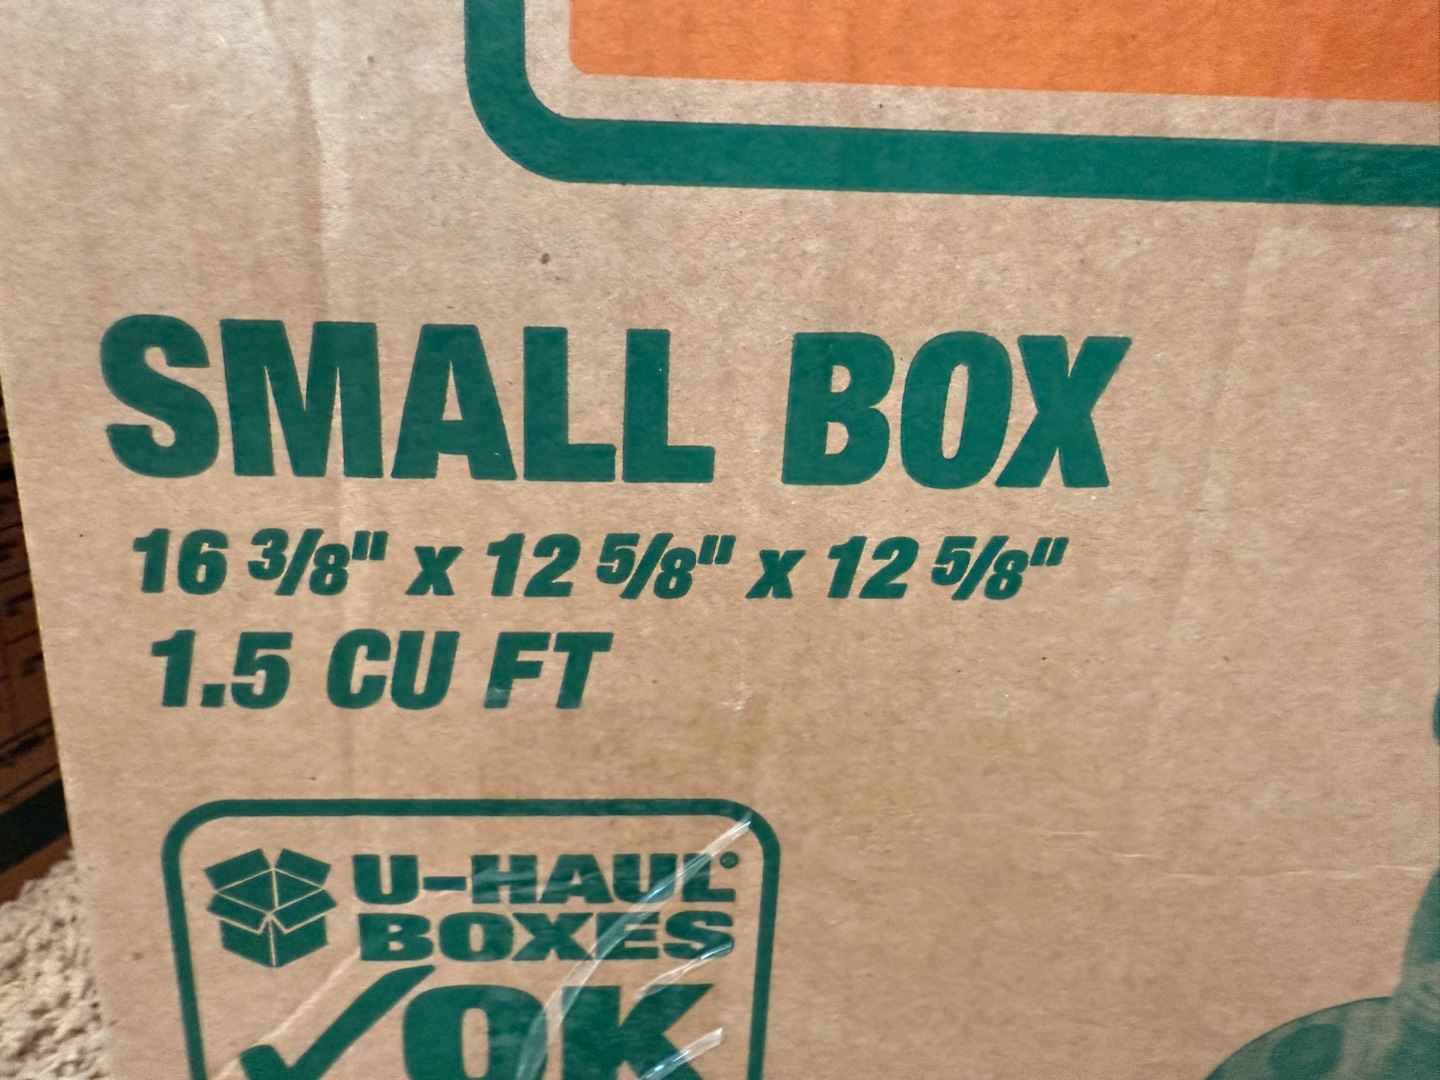 SMALL BOX
16 3/8" x 12 5/8" x 12 5/8"
1.5 CU FT
U-HAUL®
BOXES
OK